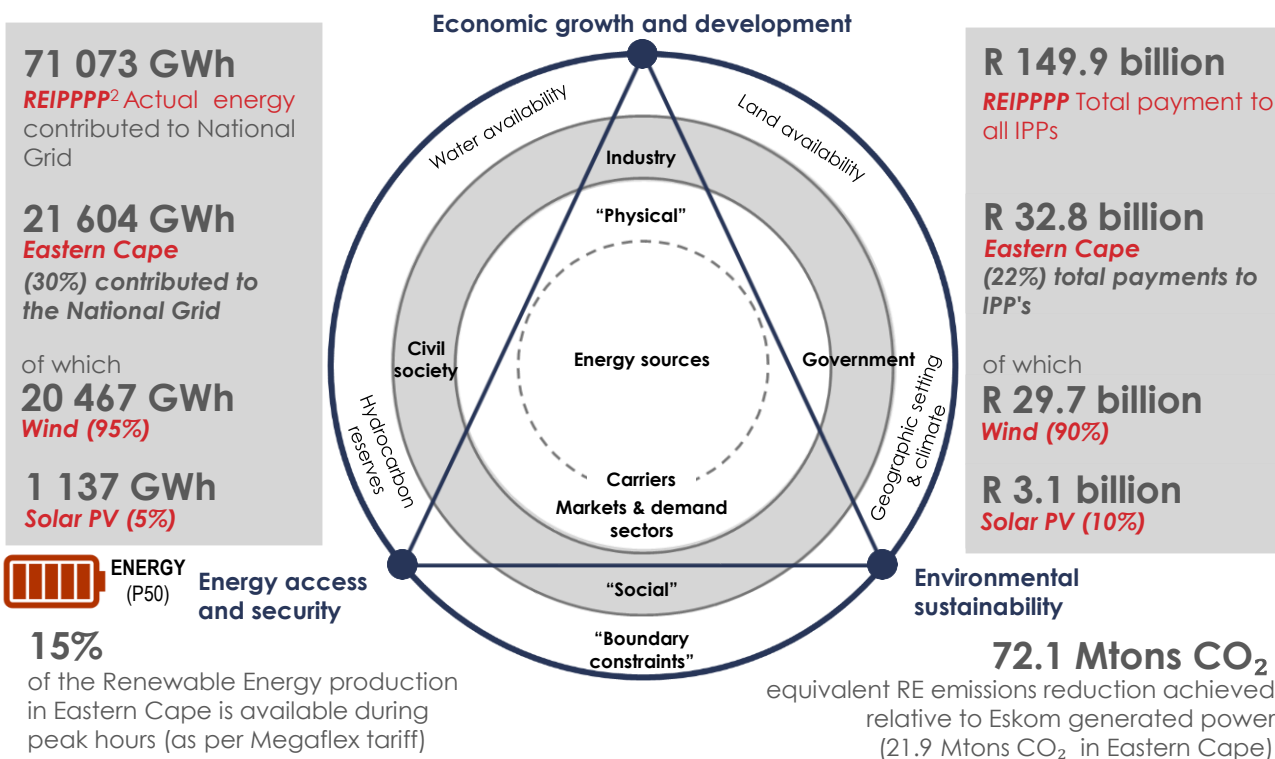 Economic growth and development
71 073 GWh
REIPPPP² Actual energy
contributed to National
Grid
21 604 GWh
Eastern Cape
(30%) contributed to
the National Grid
of which
20 467 GWh
Wind (95%)
1 137 GWh
Solar PV (5%)
Water availability
Land availability
Industry
“Physical”
Civil
society
Energy sources
Government
Hydrocarbon
reserves
Geographic setting
& climate
Carriers
Markets & demand
sectors
“Social”
“Boundary
constraints”
R 149.9 billion
REIPPPP Total payment to
all IPPs
R 32.8 billion
Eastern Cape
(22%) total payments to
IPP's
of which
R 29.7 billion
Wind (90%)
R 3.1 billion
Solar PV (10%)
ENERGY
(P50)
Energy access
and security
Environmental
sustainability
15%
of the Renewable Energy production
in Eastern Cape is available during
peak hours (as per Megaflex tariff)
72.1 Mtons CO₂
equivalent RE emissions reduction achieved
relative to Eskom generated power
(21.9 Mtons CO₂ in Eastern Cape)